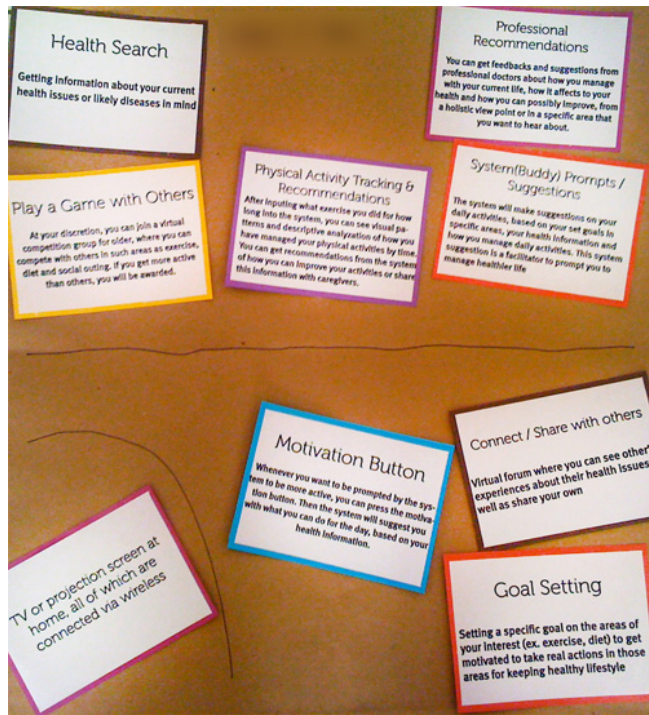 Health Search
Getting information about your current
health issues or likely diseases in mind
Professional
Recommendations
You can get feedbacks and suggestions from
professional doctors about how you manage
with your current life, how it affects to your
health and how you can possibly improve, from
a holistic view point or in a specific area that
you want to hear about.
Play a Game with Others
At your discretion, you can join a virtual
competition group for older, where you can
compete with others in such areas as exercise,
diet and social outing. If you get more active
than others, you will be awarded.
Physical Activity Tracking &
Recommendations
After inputing what exercise you did for how
long into the system, you can see visual pa-
tterns and descriptive analyzation of how you
have managed your physical activities by time.
You can get recommendations from the system
of how you can improve your activities or share
this information with caregivers.
System(Buddy) Prompts /
Suggestions
The system will make suggestions on your
daily activities, based on your set goals in
specific areas, your health information and
how you manage daily activities. This system
suggestion is a facilitator to prompt you to
manage healthier life
Motivation Button
Whenever you want to be prompted by the sys-
tem to be more active, you can press the motiva-
tion button. Then the system will suggest you
with what you can do for the day, based on your
health information.
Connect / Share with others
Virtual forum where you can see other
experiences about their health issues
well as share your own
TV or projection screen at
home, all of which are
connected via wireless
Goal Setting
Setting a specific goal on the areas of
your interest (ex. exercise, diet) to get
motivated to take real actions in those
areas for keeping healthy lifestyle